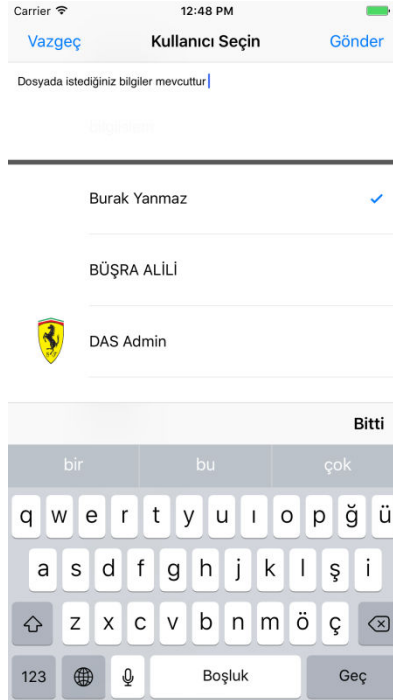 Carrier 12:48 PM
Vazgeç Kullanıcı Seçin Gönder
Dosyada istediğiniz bilgiler mevcuttur
Burak Yanmaz
BÜŞRA ALİLİ
DAS Admin
Bitti
bir bu çok
q w e r t y u ı o p ğ ü
a s d f g h j k l ş i
z x c v b n m ö ç
123 Boşluk Geç